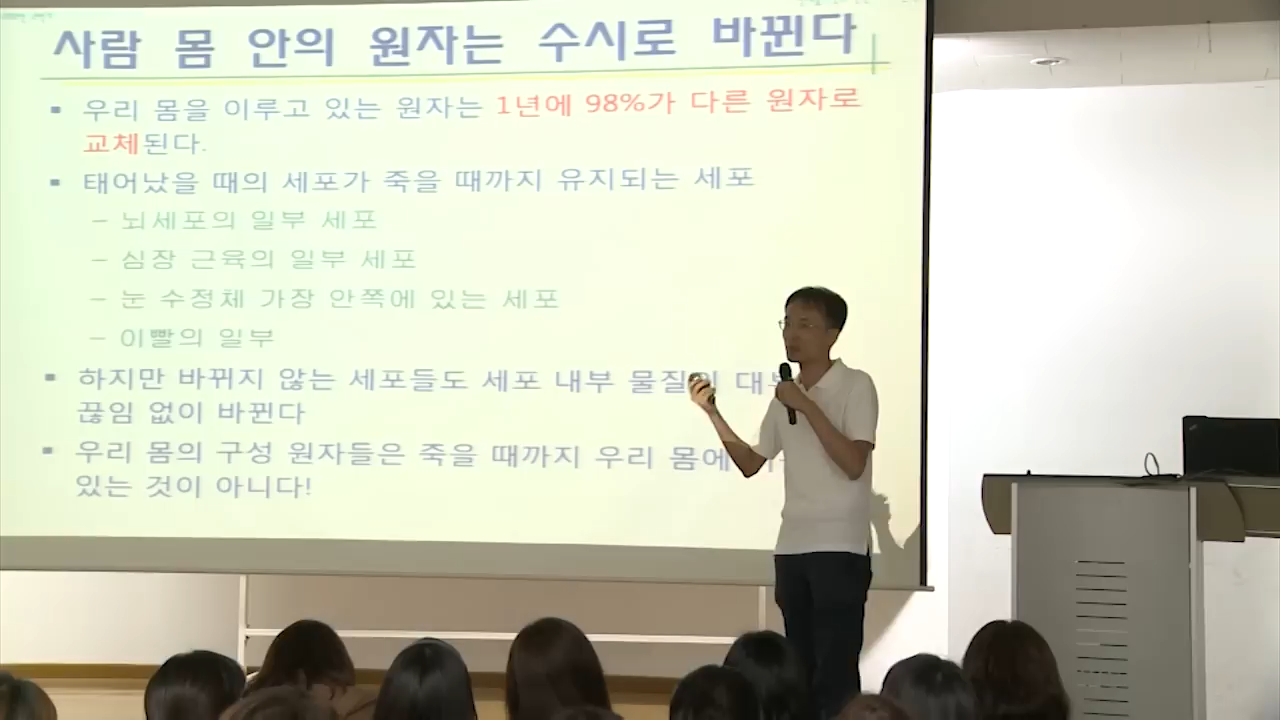 사람 몸 안의 원자는 수시로 바뀐다
▪ 우리 몸을 이루고 있는 원자는 1년에 98%가 다른 원자로
교체된다.
▪ 태어났을 때의 세포가 죽을 때까지 유지되는 세포
– 뇌세포의 일부 세포
– 심장 근육의 일부 세포
– 눈 수정체 가장 안쪽에 있는 세포
– 이빨의 일부
▪ 하지만 바뀌지 않는 세포들도 세포 내부 물질의
끊임 없이 바뀐다
▪ 우리 몸의 구성 원자들은 죽을 때까지 우리 몸에
있는 것이 아니다!